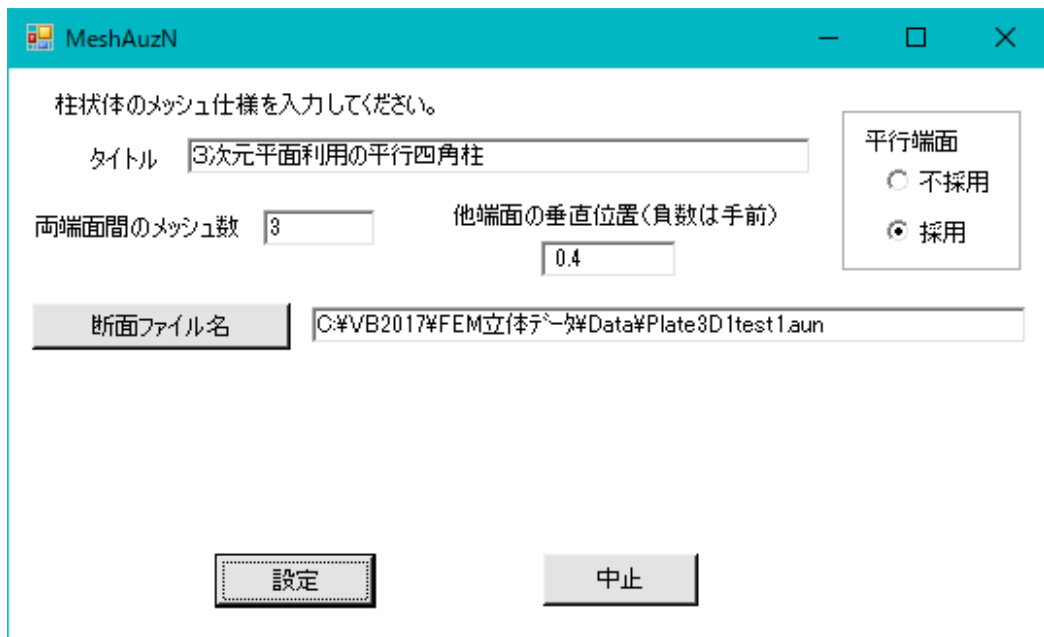 MeshAuzN
柱状体のメッシュ仕様を入力してください。
タイトル 3次元平面利用の平行四角柱
平行端面
不採用
採用
両端面間のメッシュ数 3
他端面の垂直位置(負数は手前)
0.4
断面ファイル名 C:¥VB2017¥FEM立体ﾃﾞｰﾀ¥Data¥Plate3D1test1.aun
設定 中止